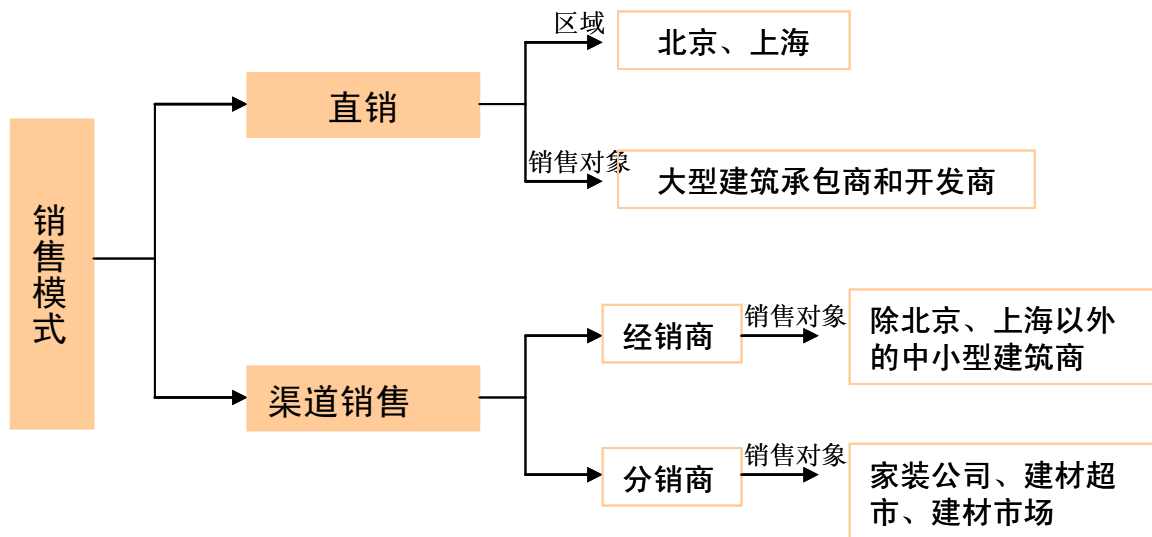 销售模式
直销
区域
北京、上海
销售对象
大型建筑承包商和开发商
渠道销售
经销商
销售对象
除北京、上海以外
的中小型建筑商
分销商
销售对象
家装公司、建材超
市、建材市场